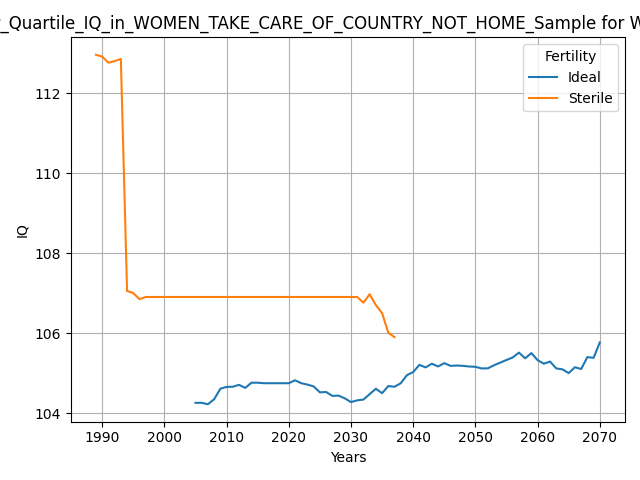 _Quartile_IQ_in_WOMEN_TAKE_CARE_OF_COUNTRY_NOT_HOME_Sample for
Fertility
Ideal
Sterile
112
110
108
106
104
IQ
1990 2000 2010 2020 2030 2040 2050 2060 2070
Years